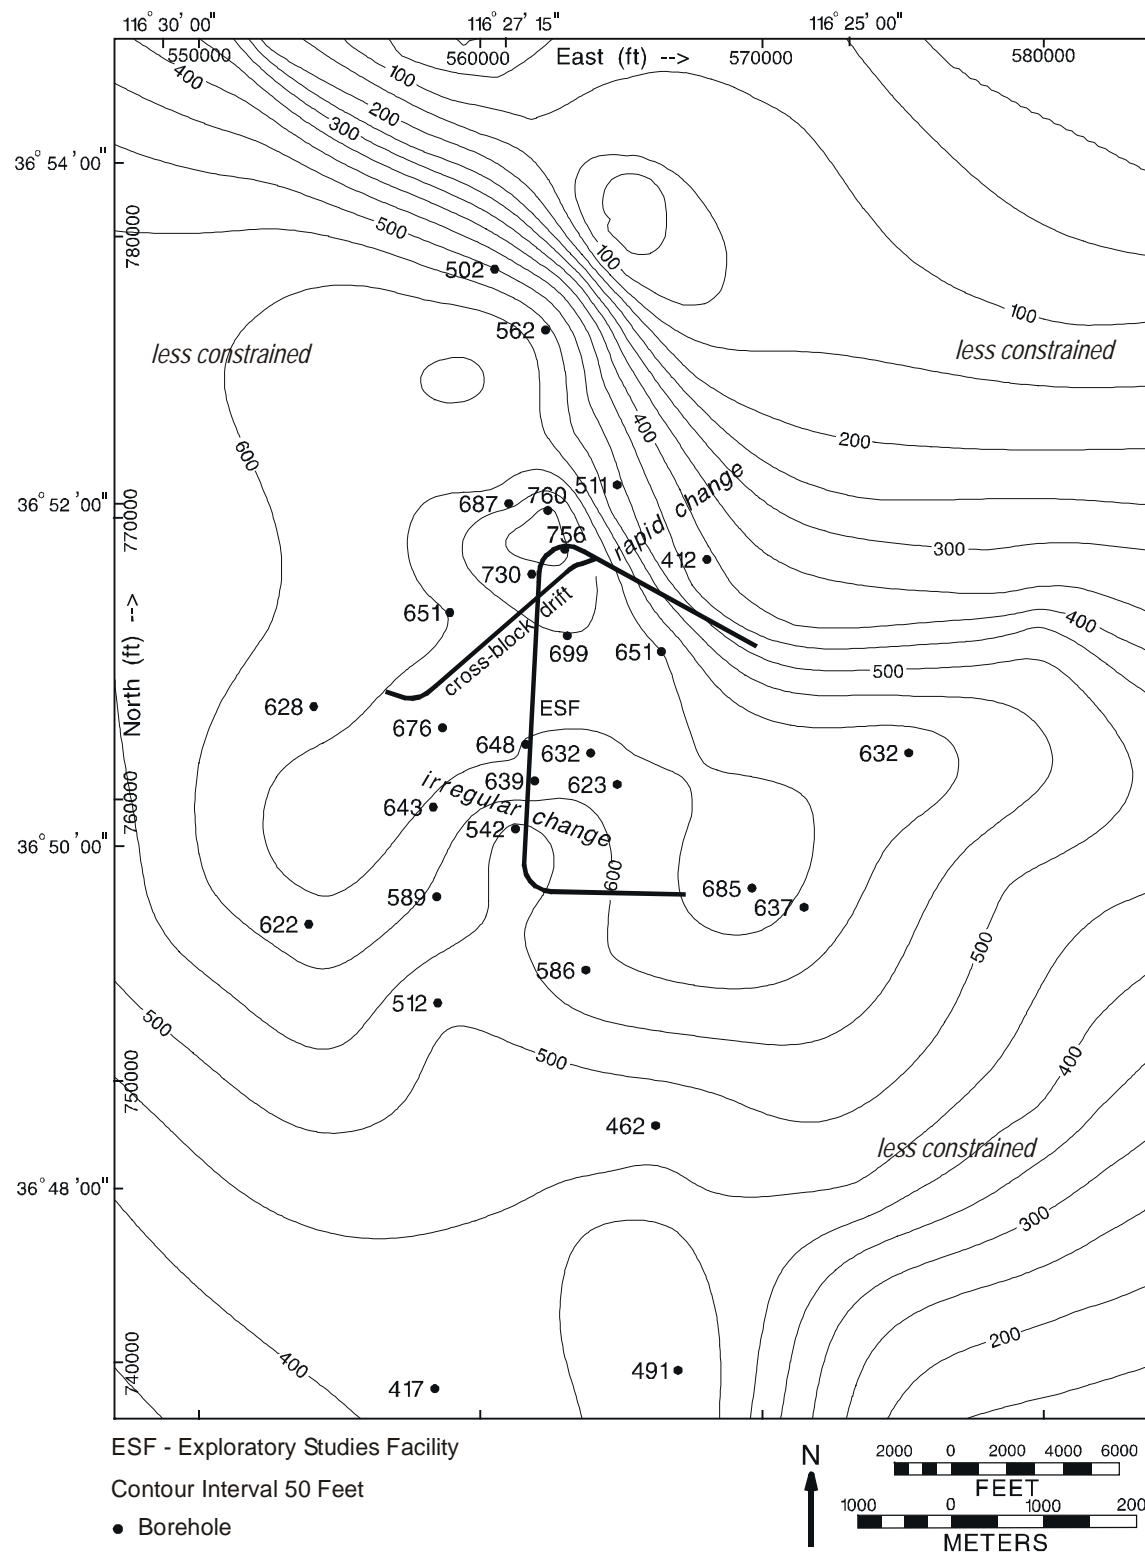 116° 30 ' 00"
116° 27 ' 15"
116° 25 ' 00"
550000
560000
East (ft) -->
570000
580000
400
100
200
300
36° 54 ' 00"
500
780000
100
502
100
562
less constrained
less constrained
400
200
600
rapid change
511
36° 52 ' 00"
687
760
770000
756
300
412
730
cross-block drift
651
400
699
651
500
North (ft) -->
628
ESF
676
648
632
632
639
623
irregular change
643
760000
542
36° 50 ' 00"
600
685
589
637
622
500
586
512
500
500
400
750000
462
less constrained
36° 48 ' 00"
300
200
740000
400
491
417
ESF - Exploratory Studies Facility
Contour Interval 50 Feet
Borehole
N
2000 0 2000 4000 6000
FEET
1000 0 1000 200
METERS